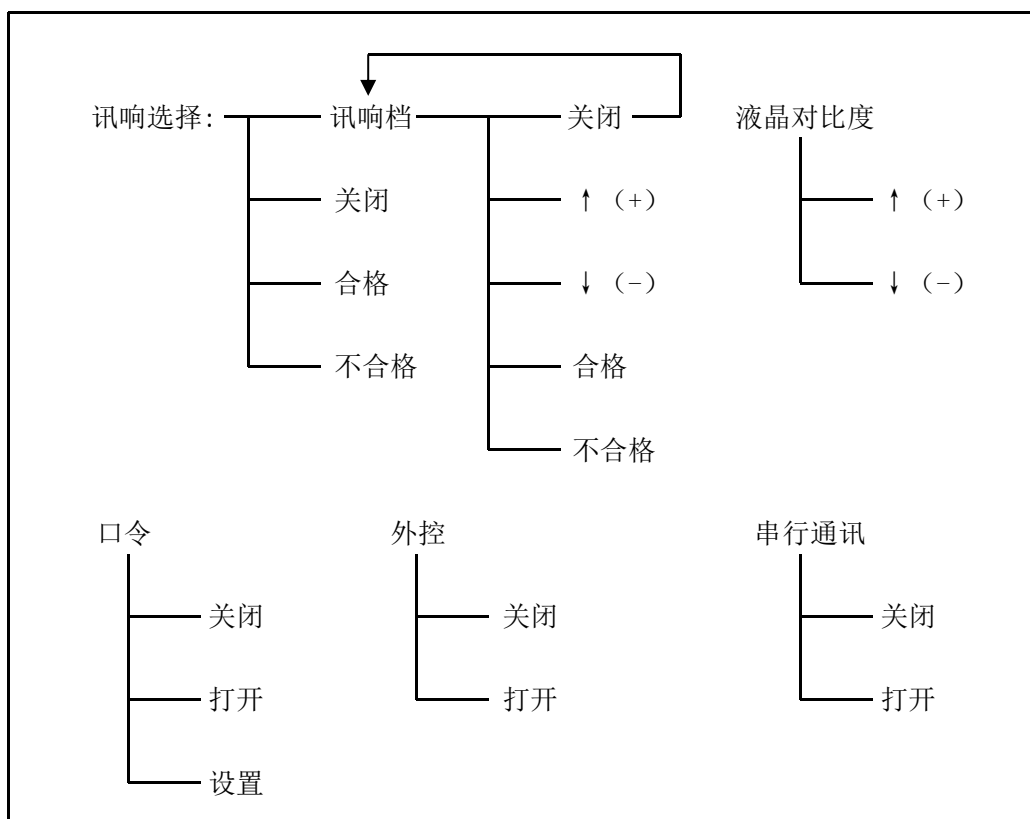 讯响选择: 讯响档 关闭 液晶对比度
关闭 ↑ (+) ↑ (+)
合格 ↓ (-) ↓ (-)
不合格 合格
不合格
口令 外控 串行通讯
关闭 关闭 关闭
打开 打开 打开
设置